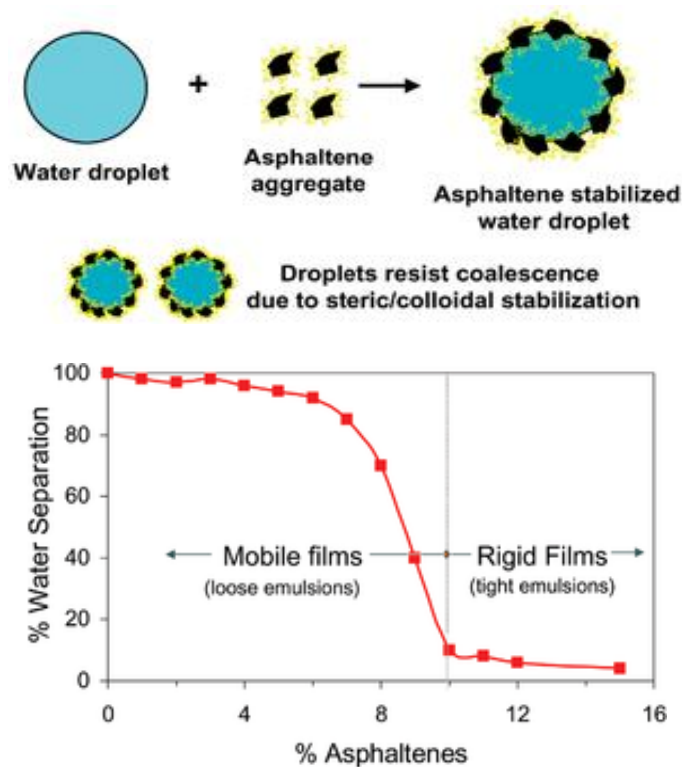 +
Water droplet
Asphaltene
aggregate
Asphaltene stabilized
water droplet
Droplets resist coalescence
due to steric/colloidal stabilization
% Water Separation
100
80
60
40
20
0
Mobile films
(loose emulsions)
Rigid Films
(tight emulsions)
0 4 8 12 16
% Asphaltenes